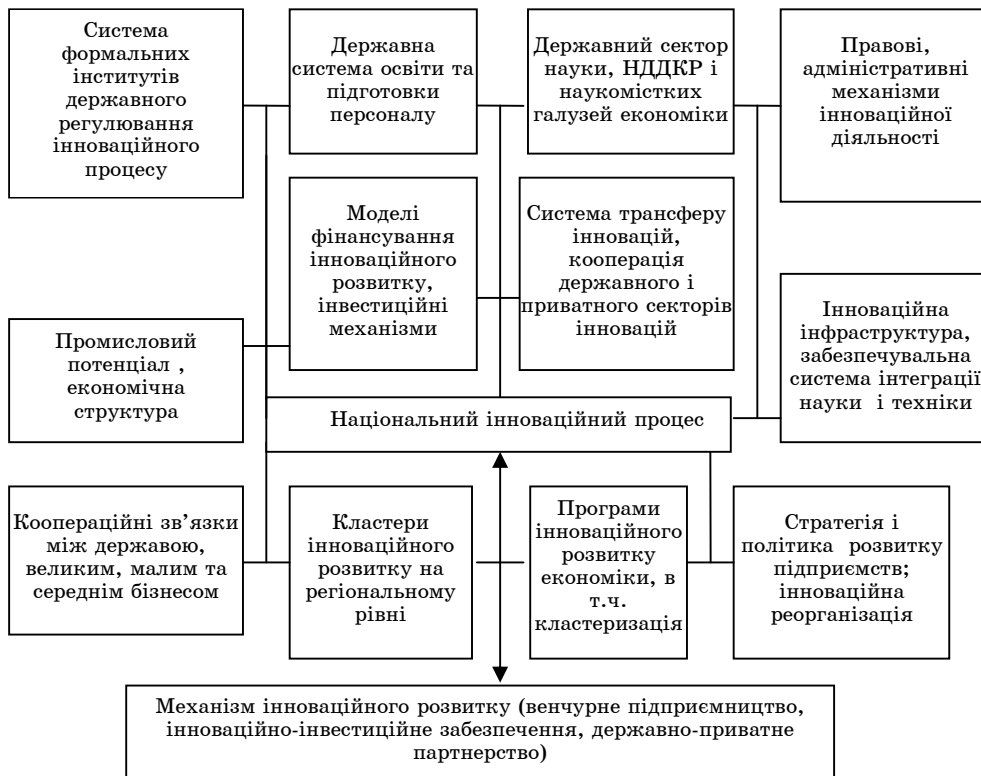 Система
формальних
інститутів
державного
регулювання
інноваційного
процесу
Державна
система освіти та
підготовки
персоналу
Державний сектор
науки, НДДКР і
наукомістких
галузей економіки
Правові,
адміністративні
механізми
інноваційної
діяльності
Моделі
фінансування
інноваційного
розвитку,
інвестиційні
механізми
Система трансферу
інновацій,
кооперація
державного і
приватного секторів
інновацій
Промисловий
потенціал ,
економічна
структура
Інноваційна
інфраструктура,
забезпечувальна
система інтеграції
науки і техніки
Національний інноваційний процес
Коопераційні зв’язки
між державою,
великим, малим та
середнім бізнесом
Кластери
інноваційного
розвитку на
регіональному
рівні
Програми
інноваційного
розвитку
економіки, в
т.ч.
кластеризація
Стратегія і
політика розвитку
підприємств;
інноваційна
реорганізація
Механізм інноваційного розвитку (венчурне підприємництво,
інноваційно-інвестиційне забезпечення, державно-приватне
партнерство)